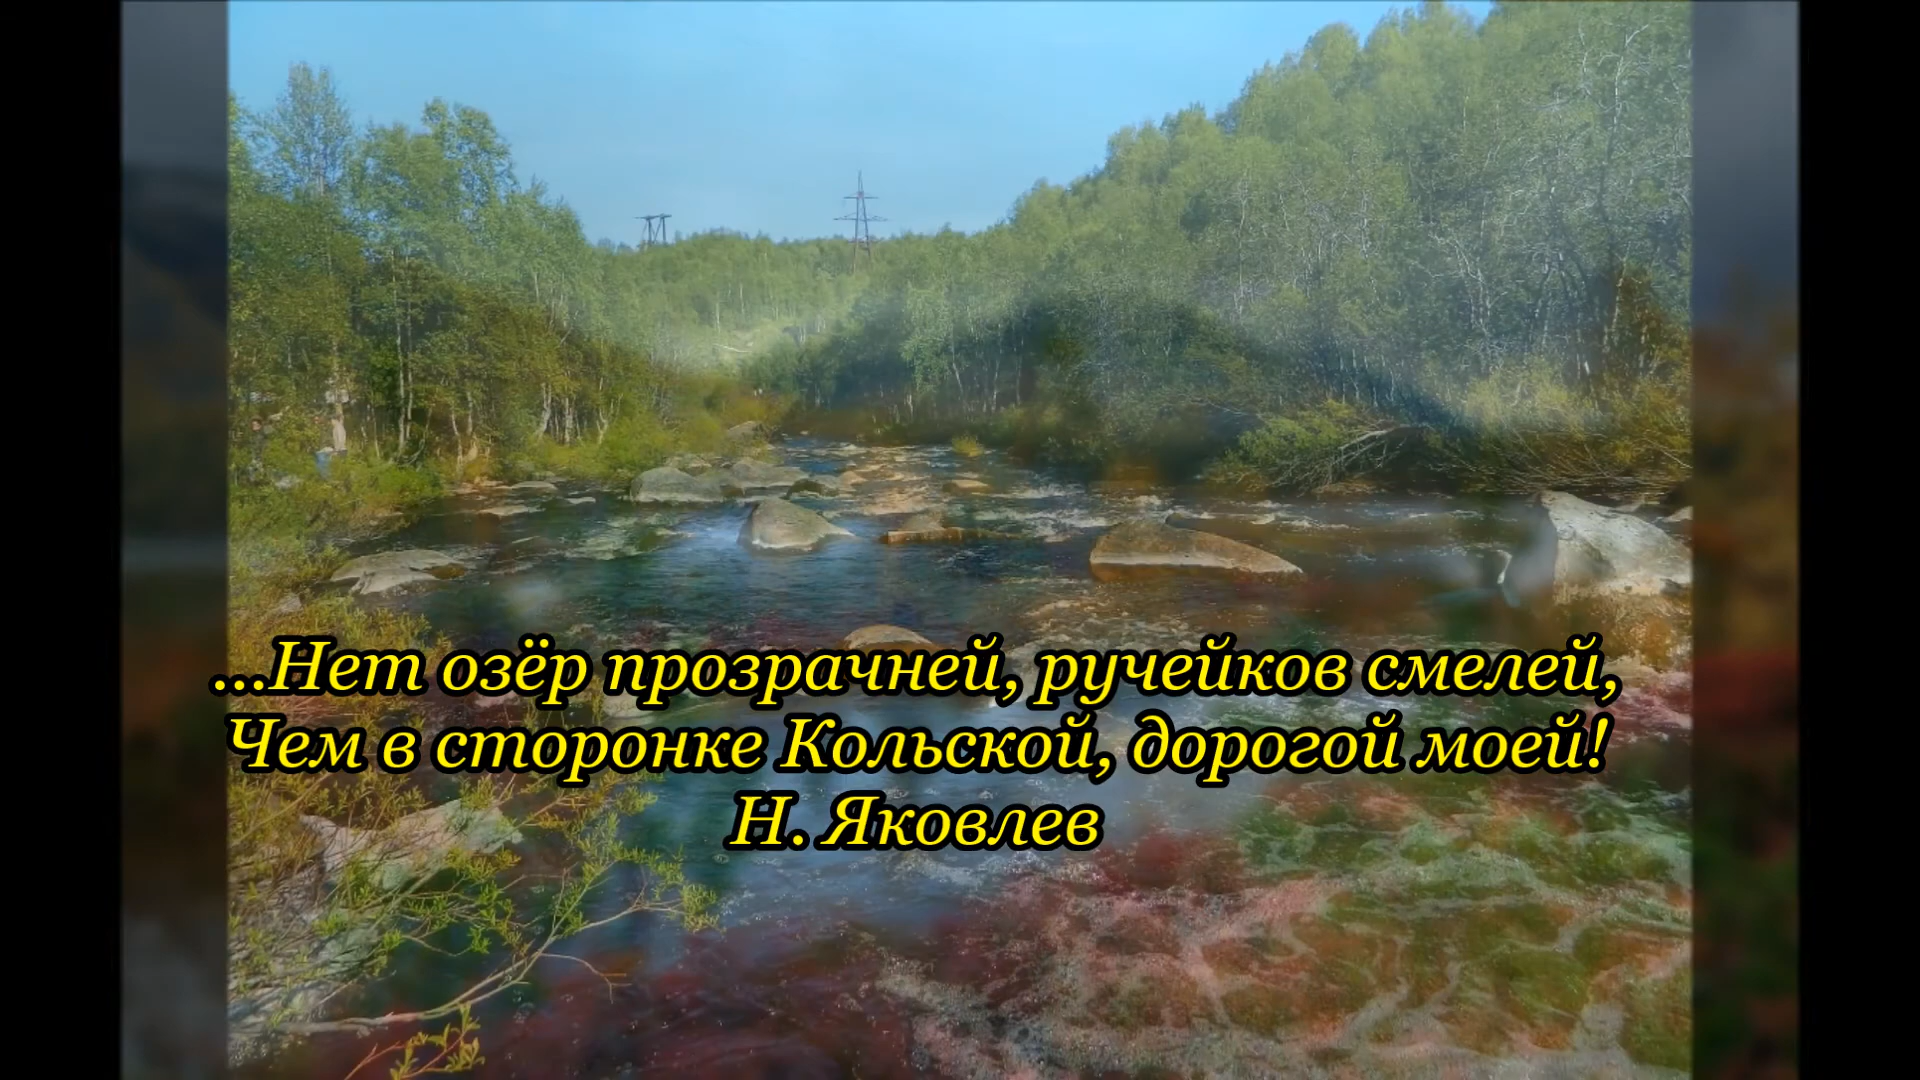 ...Нет озёр прозрачней, ручейков смелей,
Чем в сторонке Кольской, дорогой моей!
Н. Яковлев